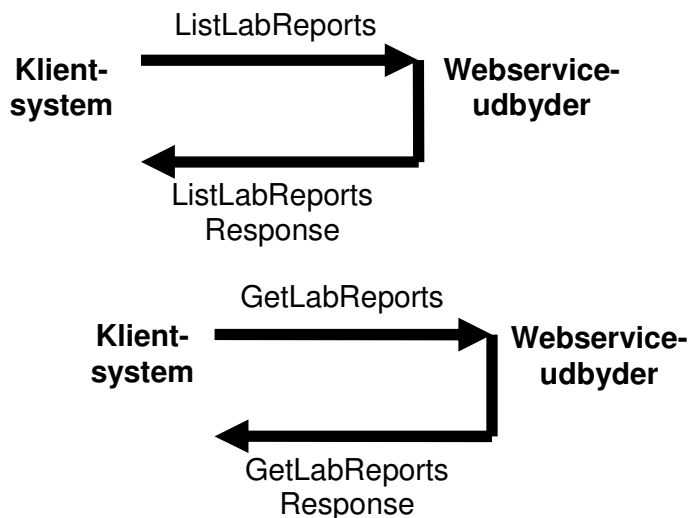 ListLabReports
Klient-
system
Webservice-
udbyder
ListLabReports
Response
GetLabReports
Klient-
system
Webservice-
udbyder
GetLabReports
Response